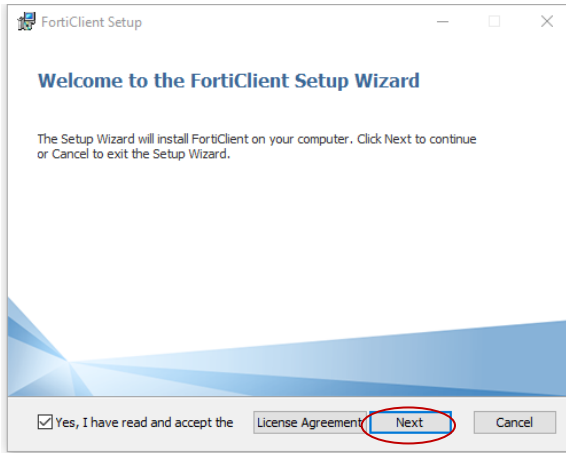 FortiClient Setup
Welcome to the FortiClient Setup Wizard
The Setup Wizard will install FortiClient on your computer. Click Next to continue
or Cancel to exit the Setup Wizard.
Yes, I have read and accept the License Agreement Next Cancel